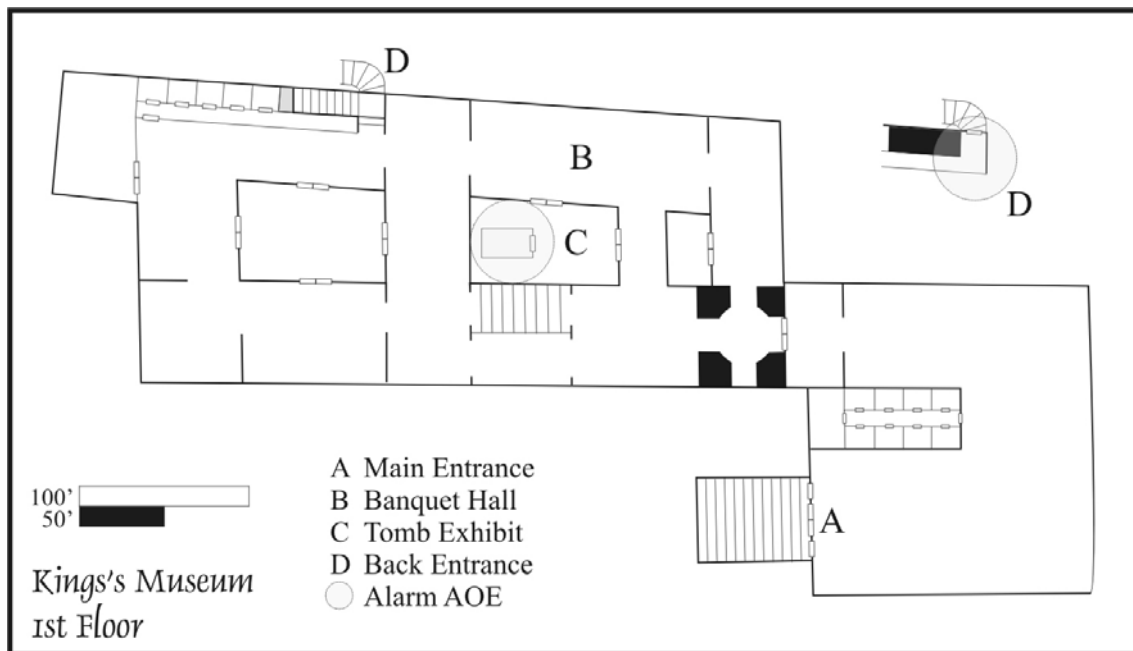 D
B
D
C
A Main Entrance
B Banquet Hall
C Tomb Exhibit
D Back Entrance
Alarm AOE
100'
50'
A
Kings's Museum
1st Floor